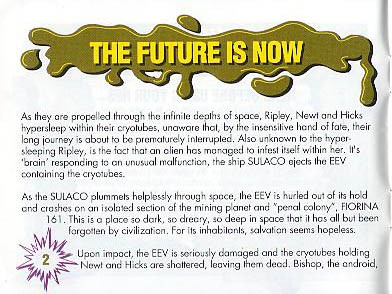 THE FUTURE IS NOW
As they are propelled through the infinite depths of space, Ripley, Newt and Hicks
hypersleep within their cryotubes, unaware that, by the insensitive hand of fate, their
long journey is about to be prematurely interrupted. Also unknown to the hyper-
sleeping Ripley, is the fact that an alien has managed to infest itself within her. It's
'brain' responding to an unusual malfunction, the ship SULACO ejects the EEV
containing the cryotubes.
As the SULACO plummets helplessly through space, the EEV is hurled out of its hold
and crashes on an isolated section of the mining planet and "penal colony", FIORINA
161. This is a place so dark, so dreary, so deep in space that it has all but been
forgotten by civilization. For its inhabitants, salvation seems hopeless.
Upon impact, the EEV is seriously damaged and the cryotubes holding
Newt and Hicks are shattered, leaving them dead. Bishop, the android,
2